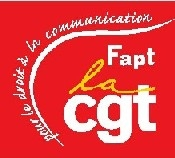 pour le droit à la communication
Fapt
la
cgt